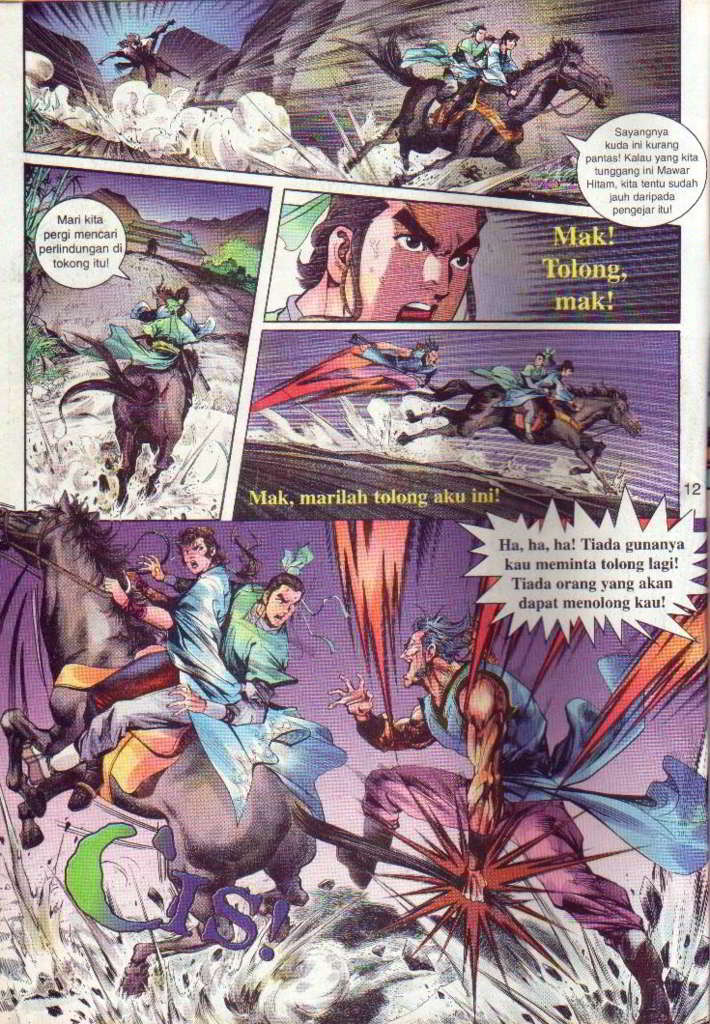 Sayangnya
kuda ini kurang
pantas! Kalau yang kita
tunggang ini Mawar
Hitam, kita tentu sudah
jauh daripada
pengejar itu!
Mari kita
pergi mencari
perlindungan di
tokong itu!
Mak!
Tolong,
mak!
Mak, marilah tolong aku ini!
12
Ha, ha, ha! Tiada gunanya
kau meminta tolong lagi!
Tiada orang yang akan
dapat menolong kau!
CIS!